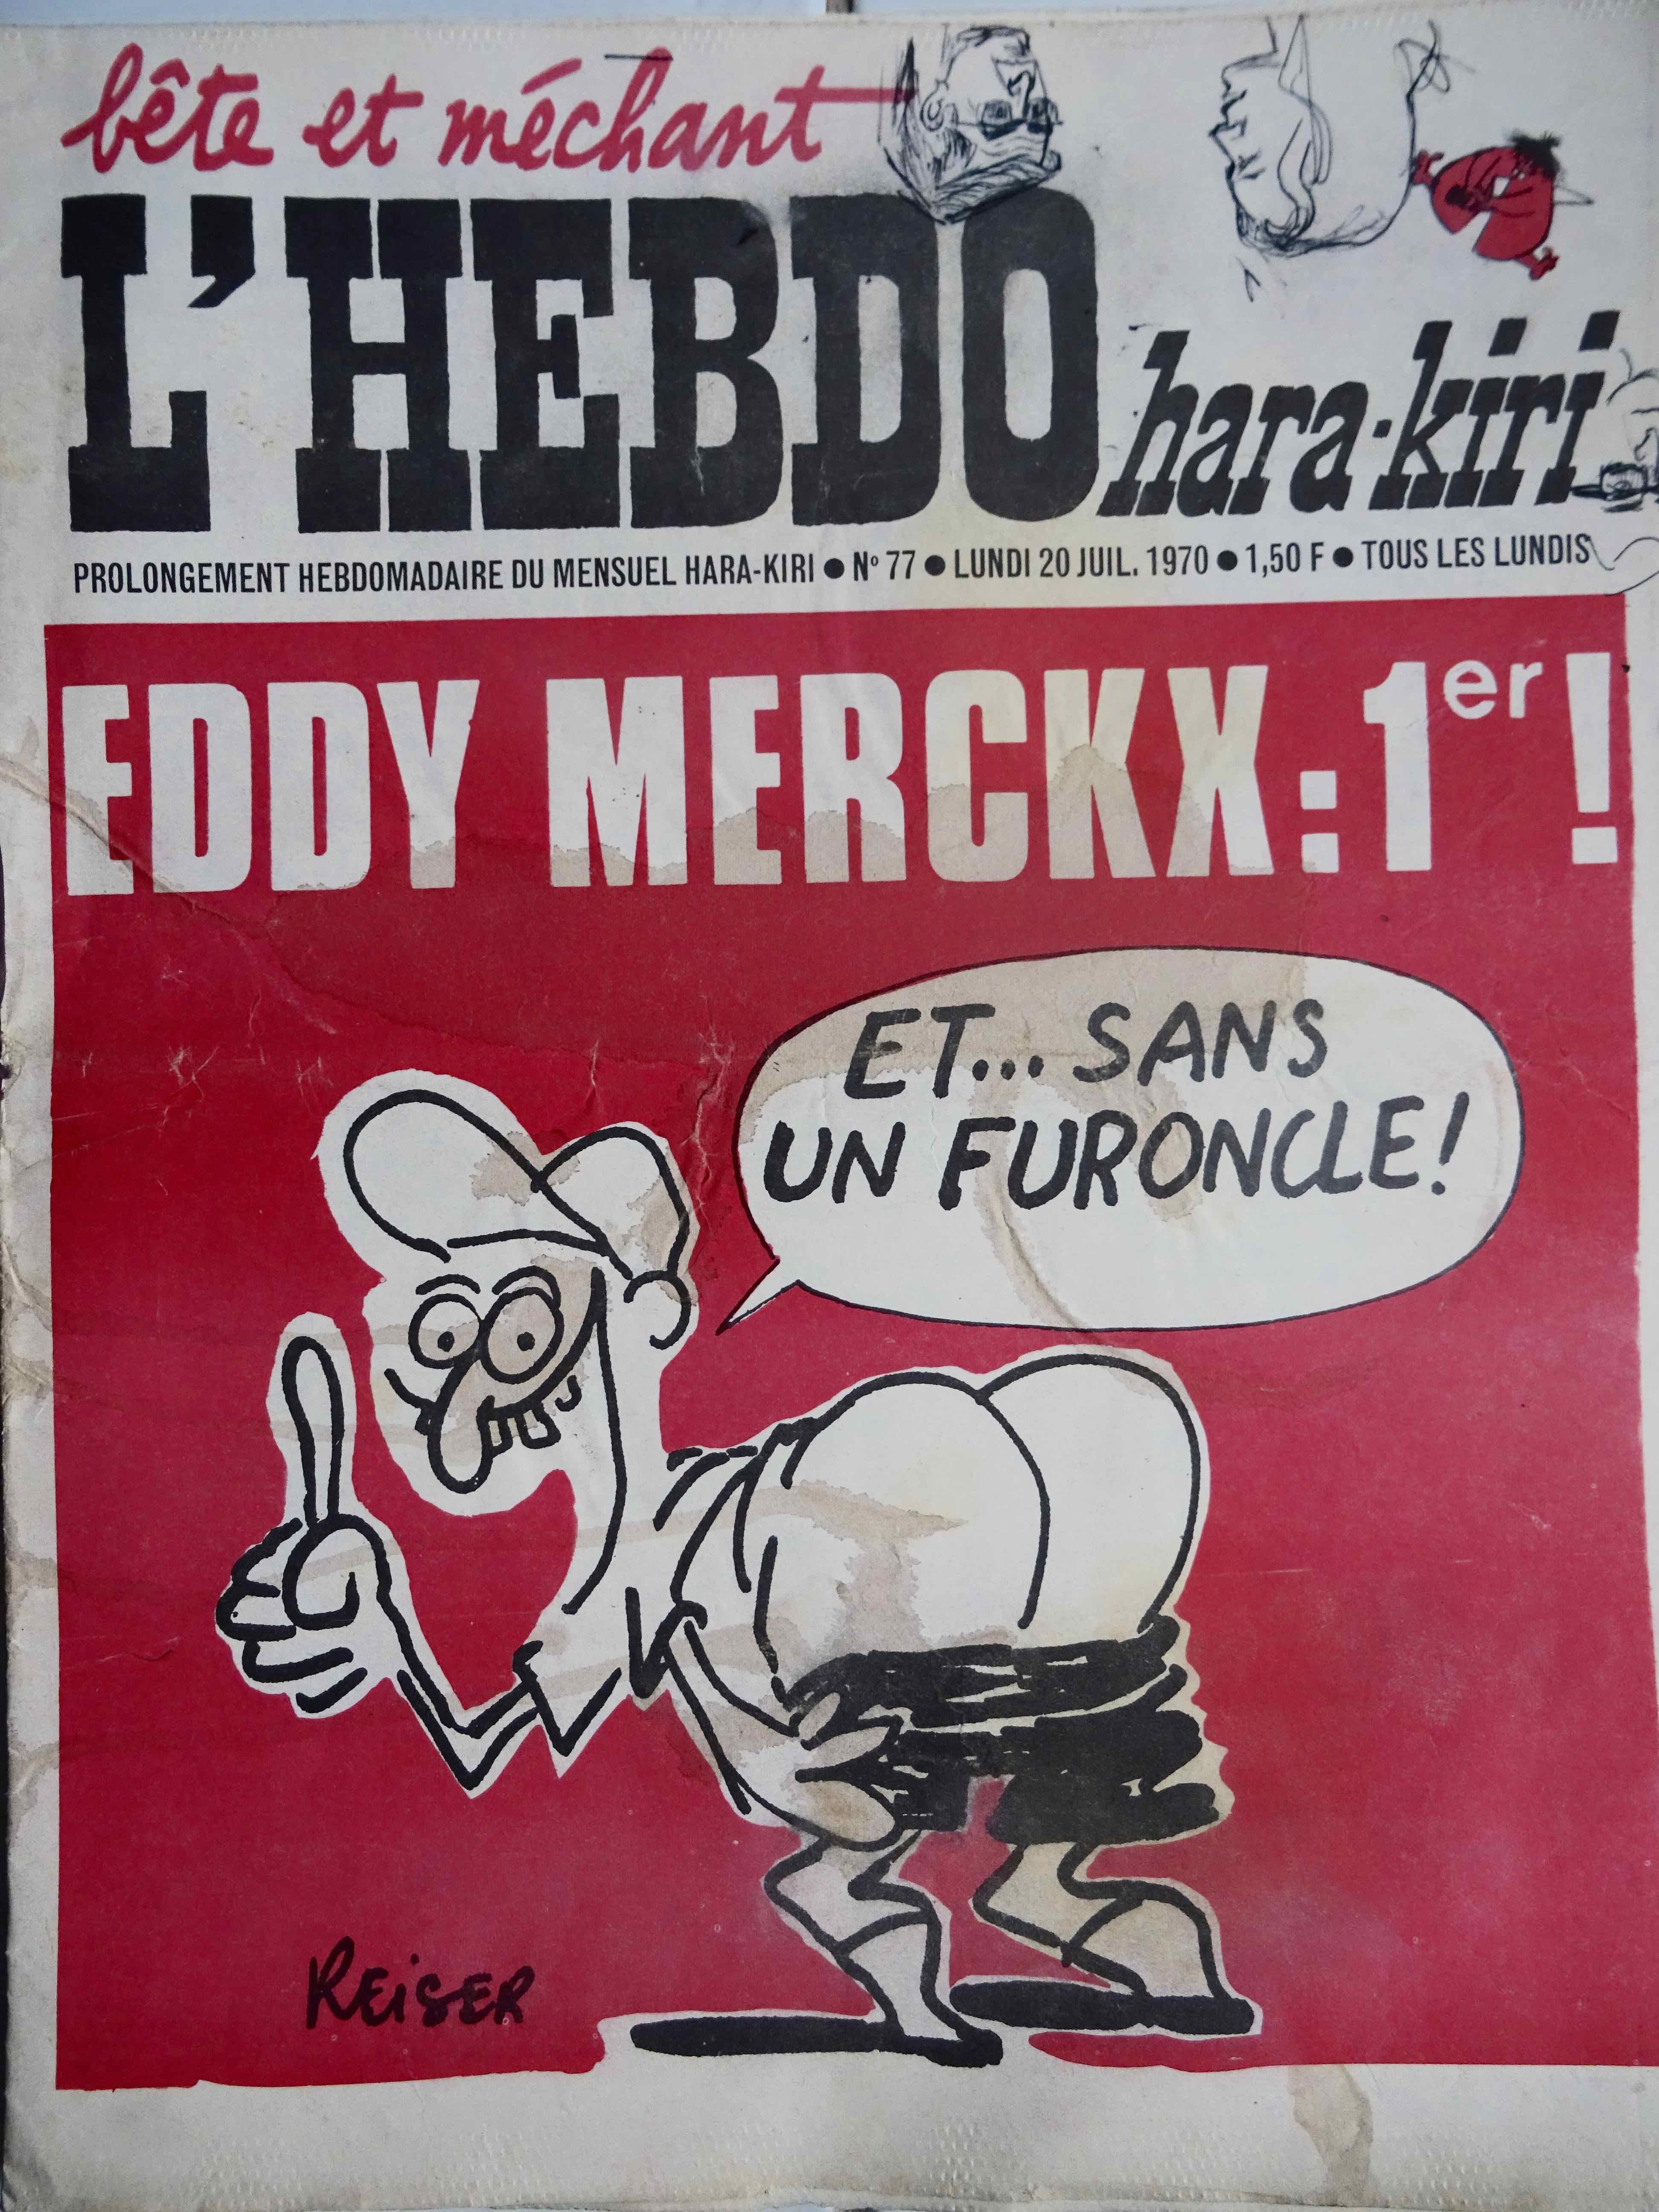 bête et méchant
L'HEBDO hara-kiri
PROLONGEMENT HEBDOMADAIRE DU MENSUEL HARA-KIRI ● Nº 77 ● LUNDI 20 JUIL. 1970 ● 1,50 F ● TOUS LES LUNDIS
EDDY MERCKX : 1er !
ET... SANS
UN FURONCLE!
REISER